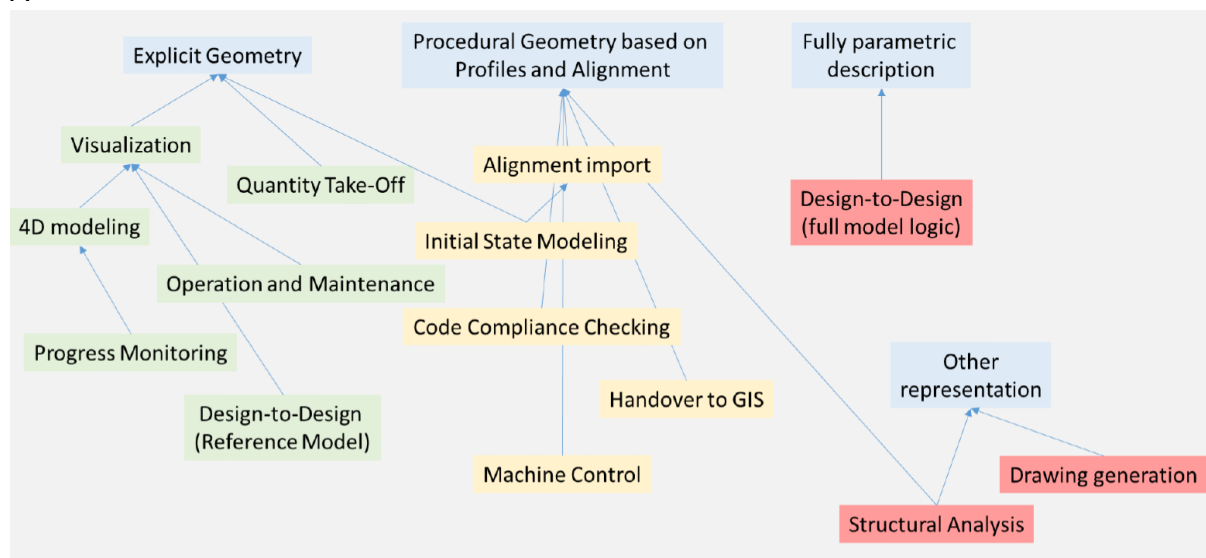 Explicit Geometry
Procedural Geometry based on
Profiles and Alignment
Fully parametric
description
Visualization
Quantity Take-Off
Alignment import
4D modeling
Initial State Modeling
Design-to-Design
(full model logic)
Operation and Maintenance
Code Compliance Checking
Progress Monitoring
Handover to GIS
Other
representation
Design-to-Design
(Reference Model)
Machine Control
Drawing generation
Structural Analysis